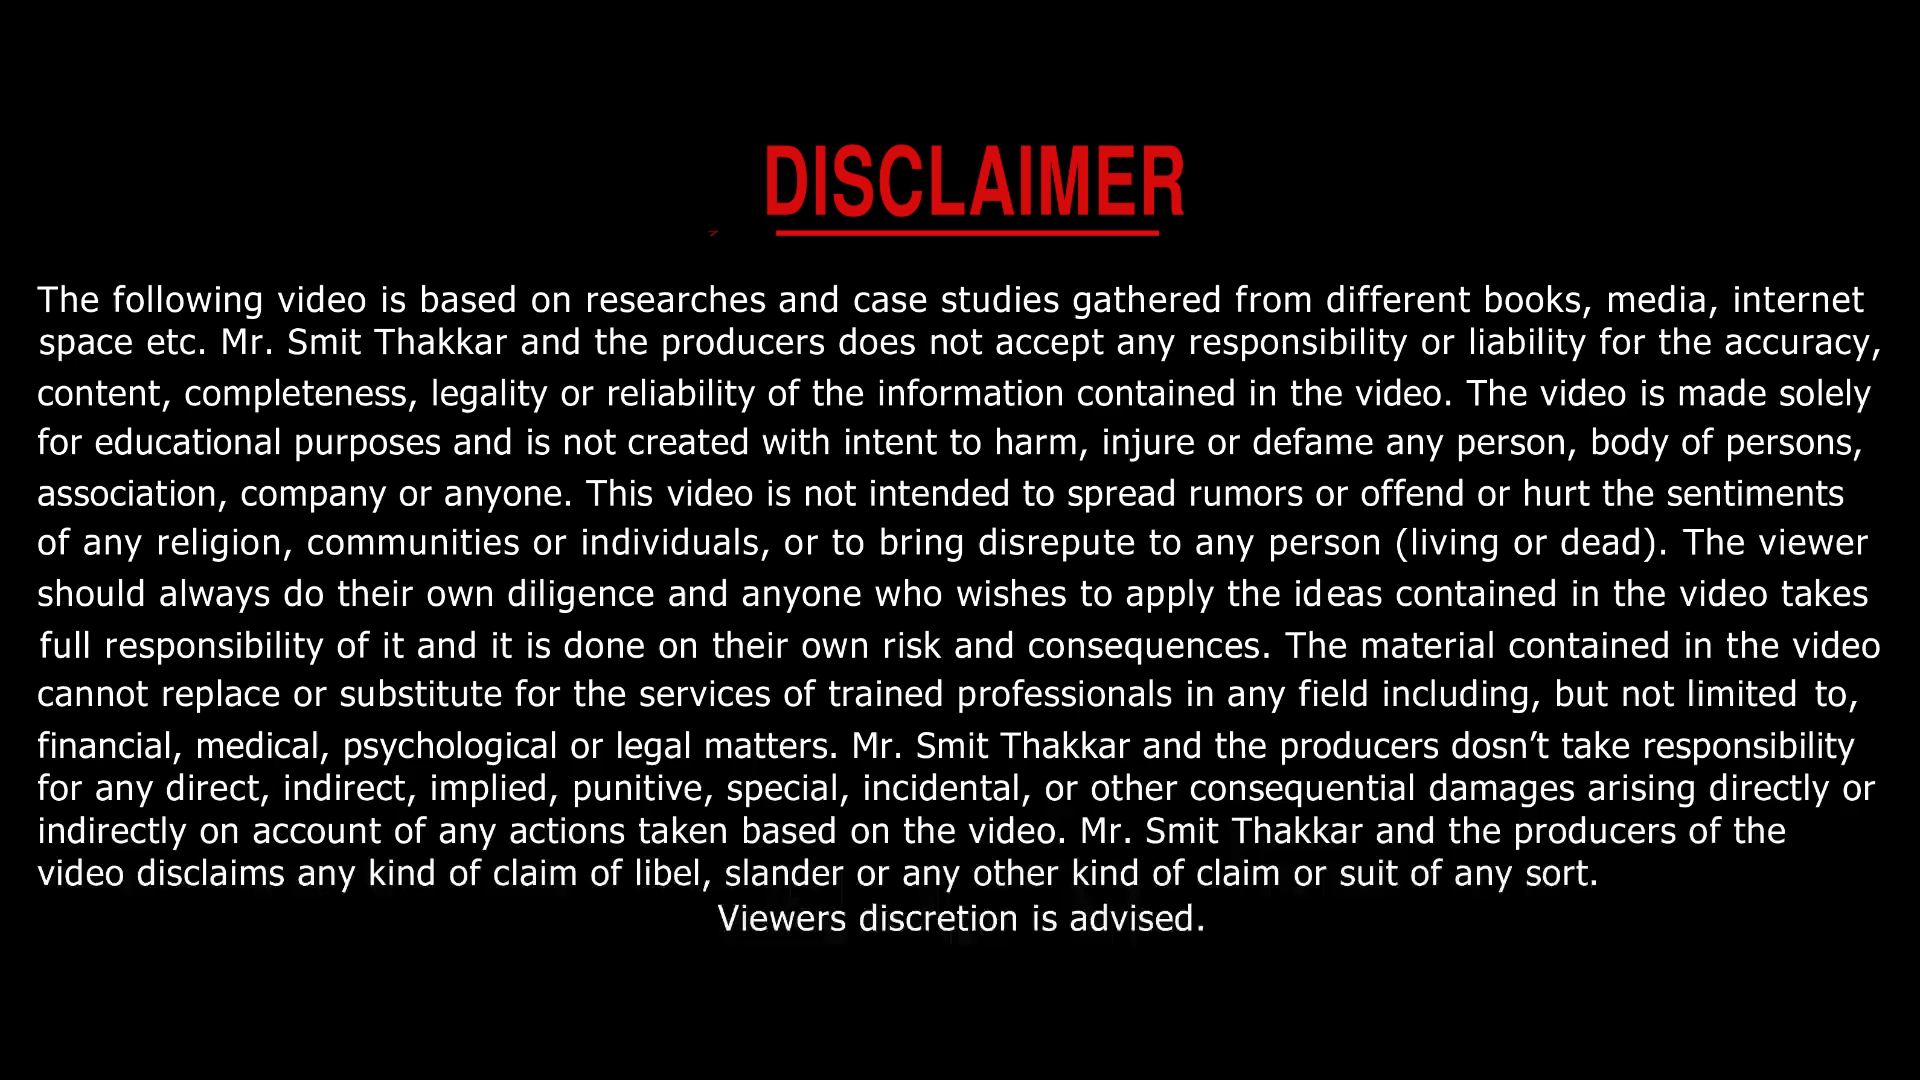 DISCLAIMER
The following video is based on researches and case studies gathered from different books, media, internet
space etc. Mr. Smit Thakkar and the producers does not accept any responsibility or liability for the accuracy,
content, completeness, legality or reliability of the information contained in the video. The video is made solely
for educational purposes and is not created with intent to harm, injure or defame any person, body of persons,
association, company or anyone. This video is not intended to spread rumors or offend or hurt the sentiments
of any religion, communities or individuals, or to bring disrepute to any person (living or dead). The viewer
should always do their own diligence and anyone who wishes to apply the ideas contained in the video takes
full responsibility of it and it is done on their own risk and consequences. The material contained in the video
cannot replace or substitute for the services of trained professionals in any field including, but not limited to,
financial, medical, psychological or legal matters. Mr. Smit Thakkar and the producers dosn’t take responsibility
for any direct, indirect, implied, punitive, special, incidental, or other consequential damages arising directly or
indirectly on account of any actions taken based on the video. Mr. Smit Thakkar and the producers of the
video disclaims any kind of claim of libel, slander or any other kind of claim or suit of any sort.
Viewers discretion is advised.